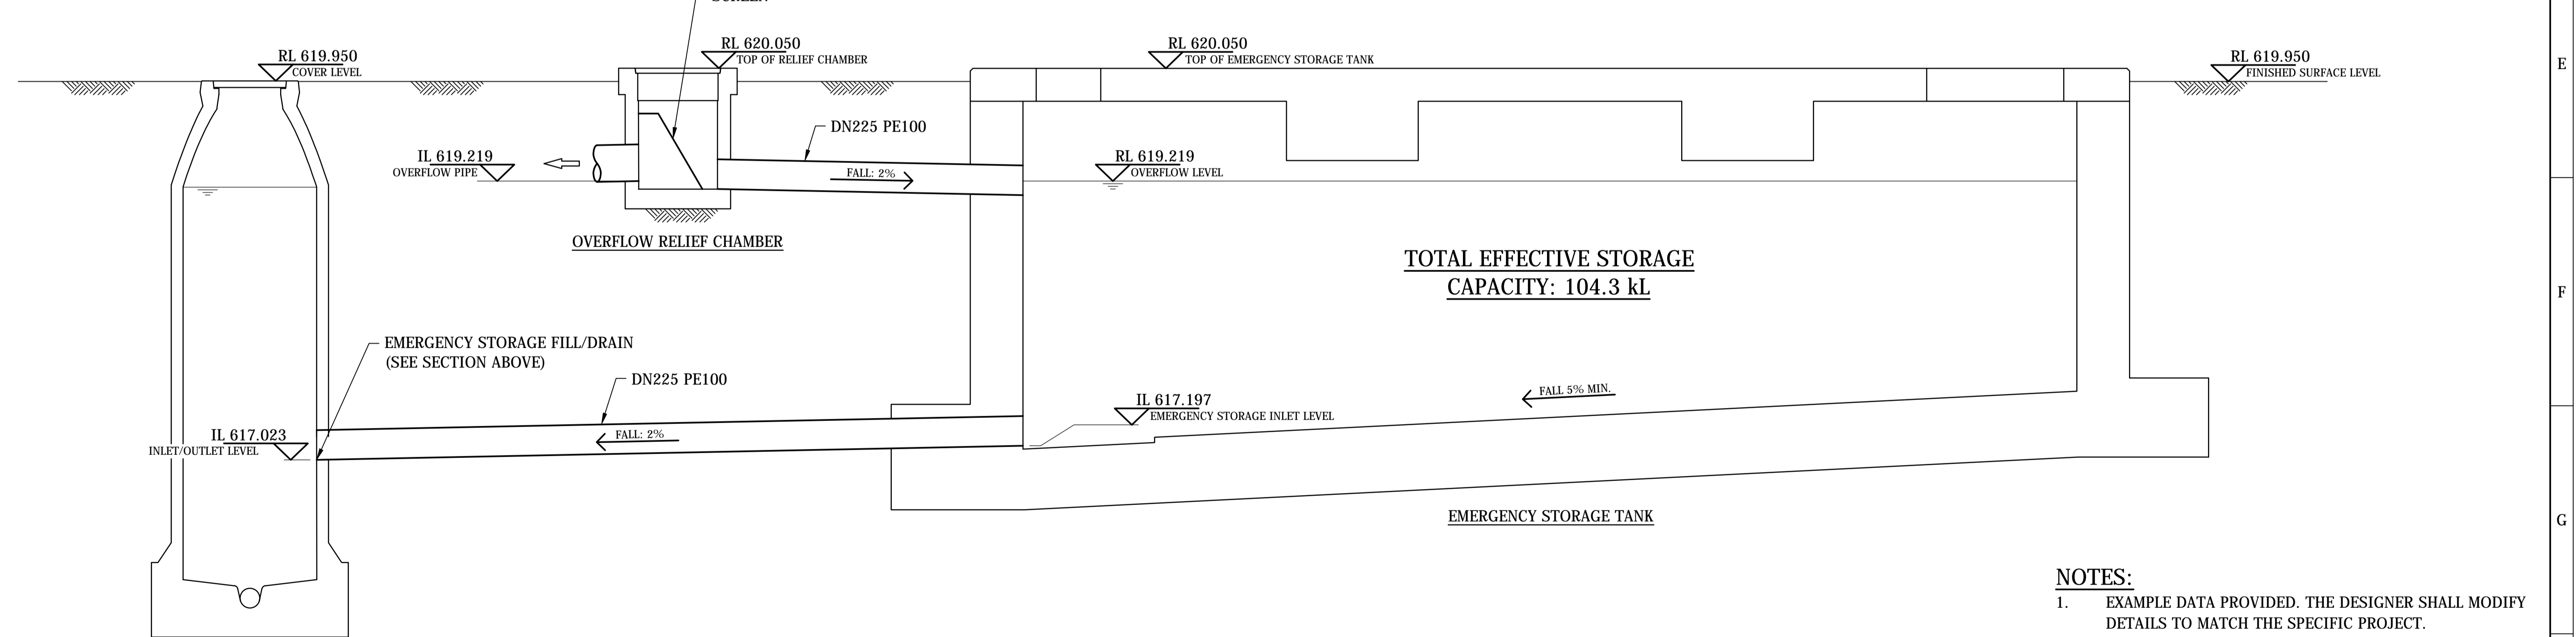 RL 619.950
COVER LEVEL
RL 620.050
TOP OF RELIEF CHAMBER
RL 620.050
TOP OF EMERGENCY STORAGE TANK
RL 619.950
FINISHED SURFACE LEVEL
E
DN225 PE100
IL 619.219
OVERFLOW PIPE
FALL: 2%
RL 619.219
OVERFLOW LEVEL
OVERFLOW RELIEF CHAMBER
TOTAL EFFECTIVE STORAGE
CAPACITY: 104.3 kL
F
EMERGENCY STORAGE FILL/DRAIN
(SEE SECTION ABOVE)
DN225 PE100
FALL 5% MIN.
IL 617.197
EMERGENCY STORAGE INLET LEVEL
IL 617.023
INLET/OUTLET LEVEL
FALL: 2%
EMERGENCY STORAGE TANK
G
NOTES:
1. EXAMPLE DATA PROVIDED. THE DESIGNER SHALL MODIFY
DETAILS TO MATCH THE SPECIFIC PROJECT.